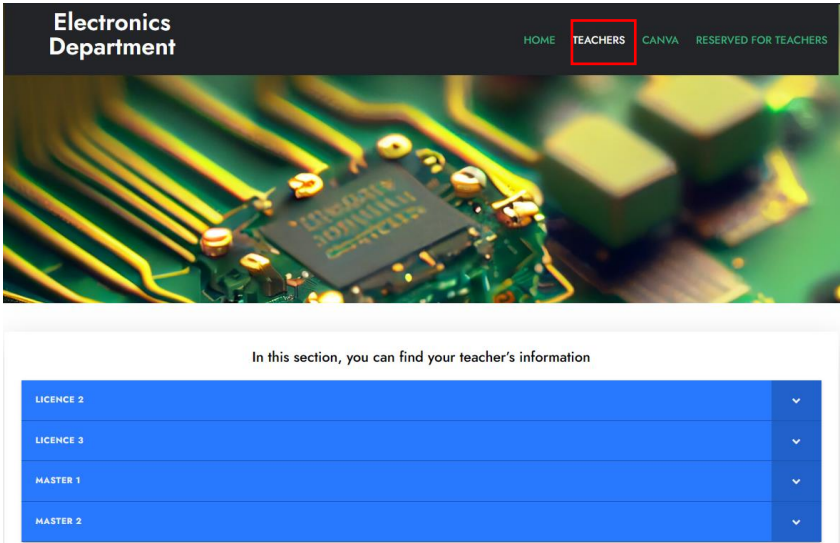 Electronics
Department
HOME TEACHERS CANVA RESERVED FOR TEACHERS
In this section, you can find your teacher's information
LICENCE 2
LICENCE 3
MASTER 1
MASTER 2